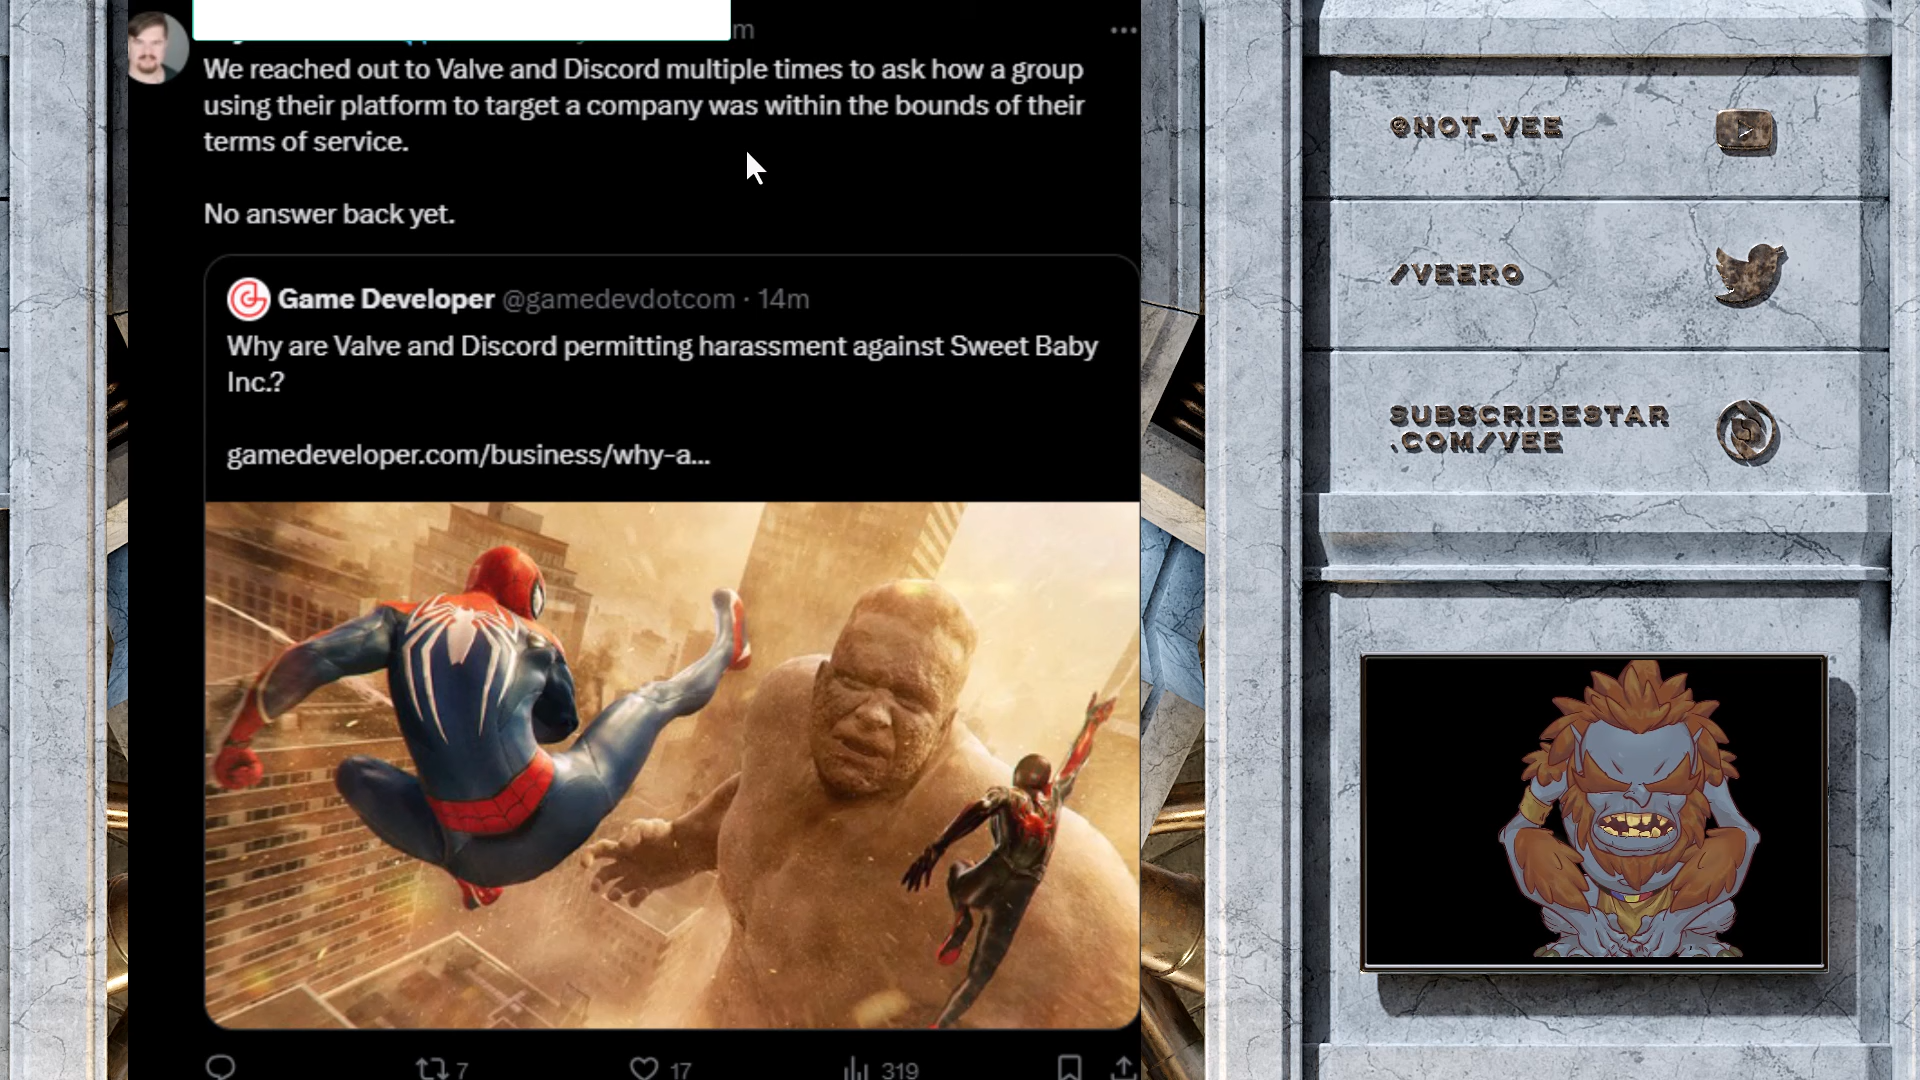 m
We reached out to Valve and Discord multiple times to ask how a group
using their platform to target a company was within the bounds of their
terms of service.
No answer back yet.
Game Developer @gamedevdotcom · 14m
Why are Valve and Discord permitting harassment against Sweet Baby
Inc.?
gamedeveloper.com/business/why-a...
7 17 319
@NOT_VEE
/VEERO
SUBSCRIBESTAR
.COM/VEE